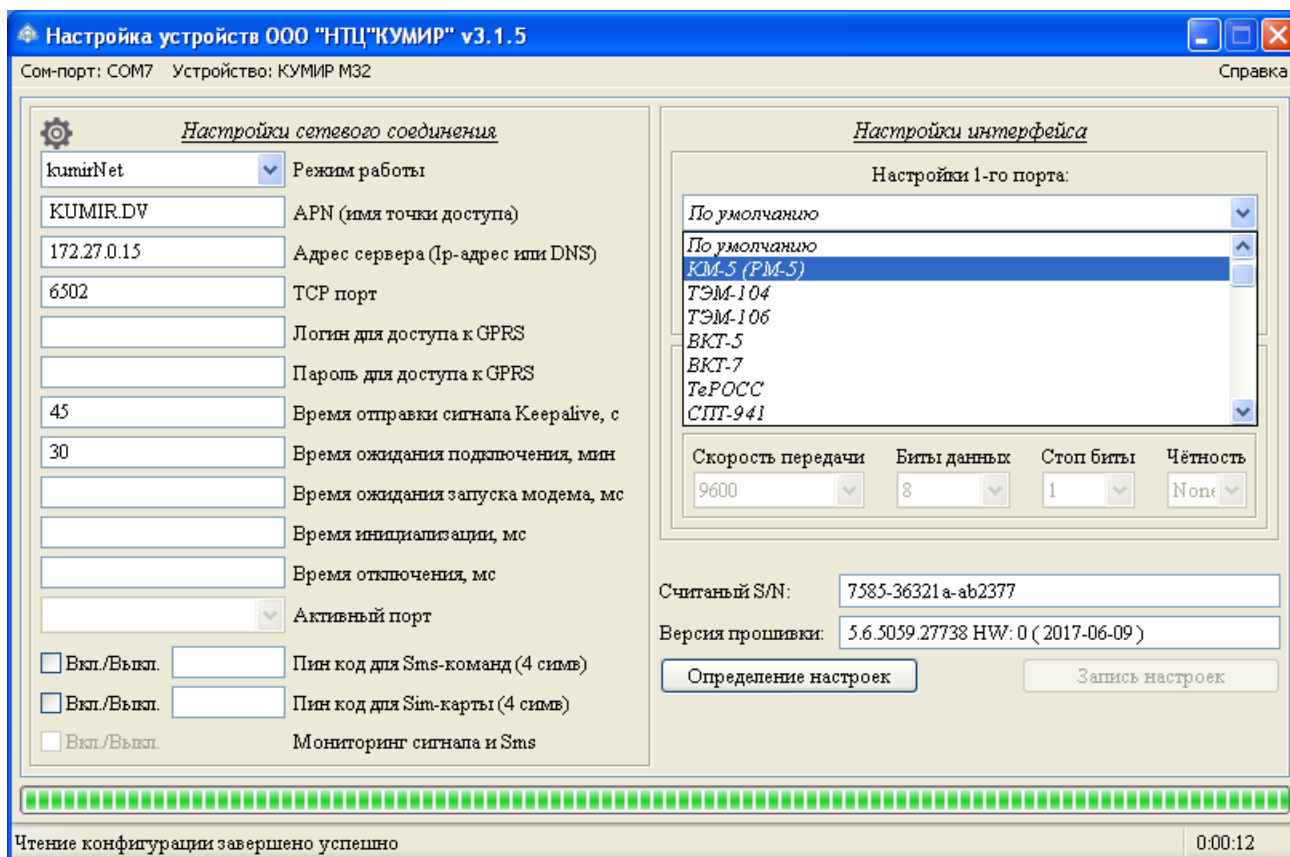 Настройка устройств ООО "НТЦ"КУМИР" v3.1.5
Сом-порт: COM7 Устройство: КУМИР М32 Справка
Настройки сетевого соединения
kumirNet Режим работы
KUMIR.DV APN (имя точки доступа)
172.27.0.15 Адрес сервера (Ip-адрес или DNS)
6502 TCP порт
Логин для доступа к GPRS
Пароль для доступа к GPRS
45 Время отправки сигнала Keepalive, с
30 Время ожидания подключения, мин
Время ожидания запуска модема, мс
Время инициализации, мс
Время отключения, мс
Активный порт
Вкл./Выкл. Пин код для Sms-команд (4 симв)
Вкл./Выкл. Пин код для Sim-карты (4 симв)
Вкл./Выкл. Мониторинг сигнала и Sms
Настройки интерфейса
Настройки 1-го порта:
По умолчанию
По умолчанию
КМ-5 (РМ-5)
ТЭМ-104
ТЭМ-106
ВКТ-5
ВКТ-7
ТеРОСС
СПТ-941
Скорость передачи Биты данных Стоп биты Чётность
9600 8 1 None
Считаный S/N: 7585-36321a-ab2377
Версия прошивки: 5.6.5059.27738 HW: 0 ( 2017-06-09 )
Определение настроек Запись настроек
Чтение конфигурации завершено успешно 0:00:12